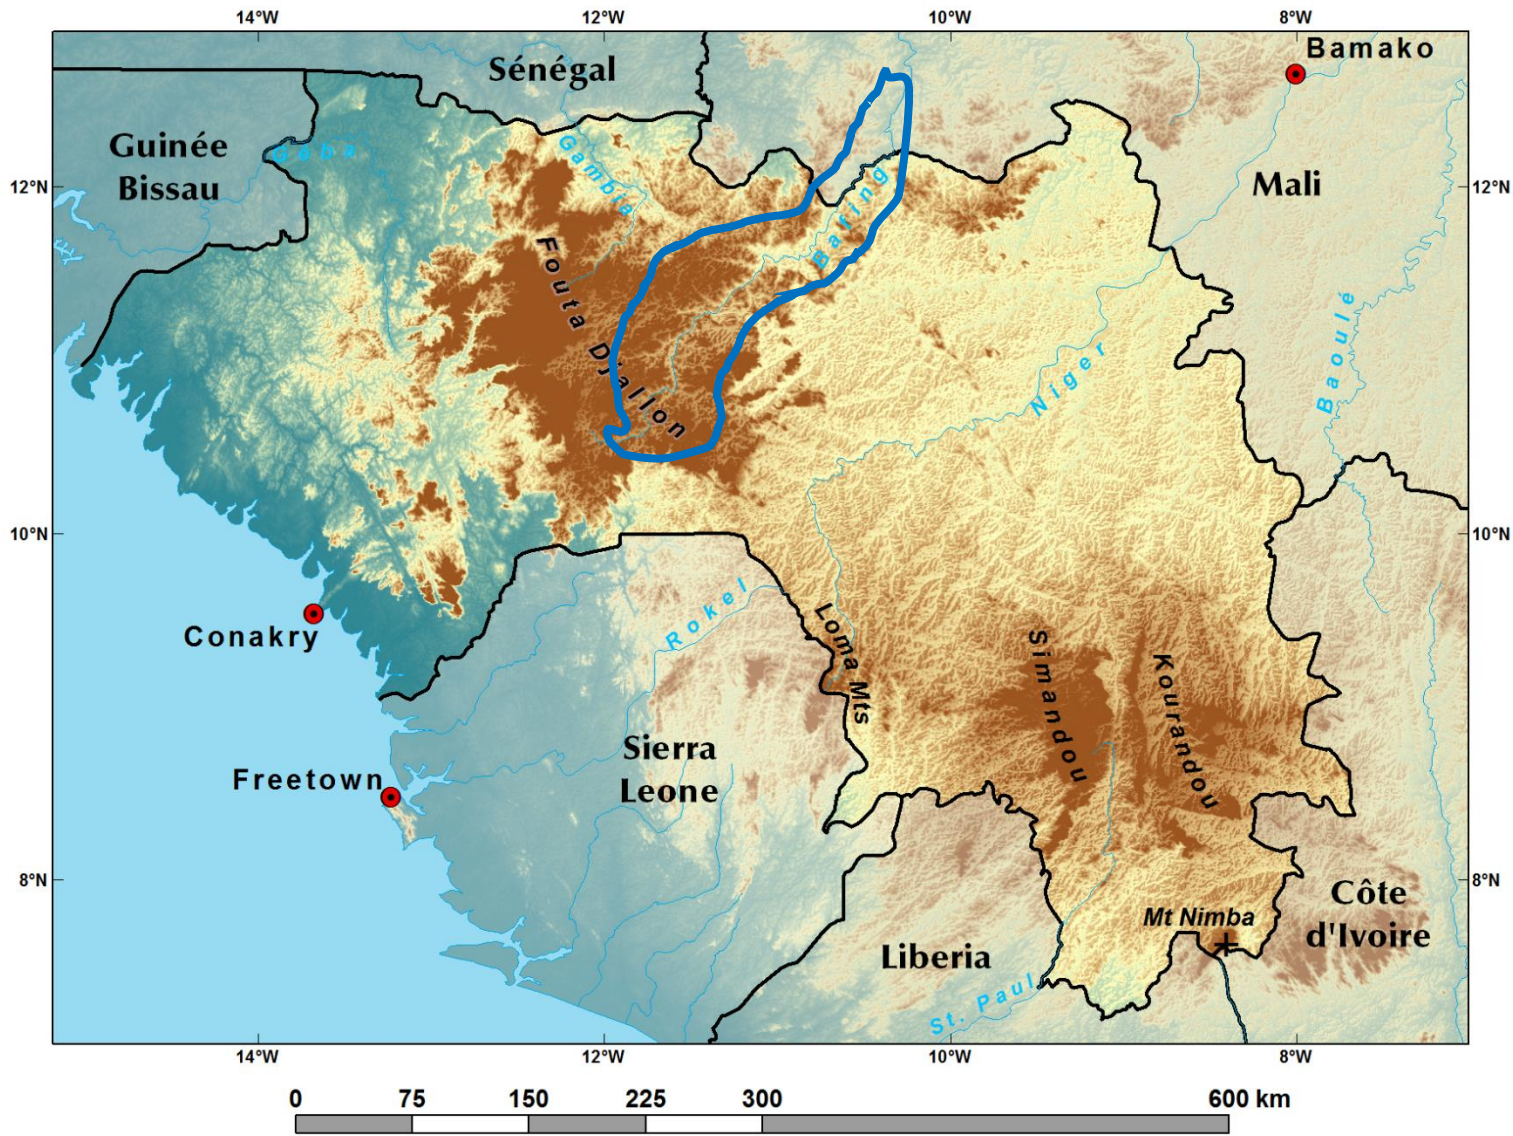 14°W 12°W 10°W 8°W
Bamako
Sénégal
Guinée
Bissau
Gaba
Gambia
12°N
12°N
Mali
Bafing
Fouta Djallon
Niger
Baoulé
10°N
10°N
Rokel
Conakry
Loma Mts
Simandou
Kourandou
Sierra
Leone
Freetown
8°N
8°N
Côte
d'Ivoire
Mt Nimba
Liberia
St. Paul
14°W 12°W 10°W 8°W
0 75 150 225 300 600 km